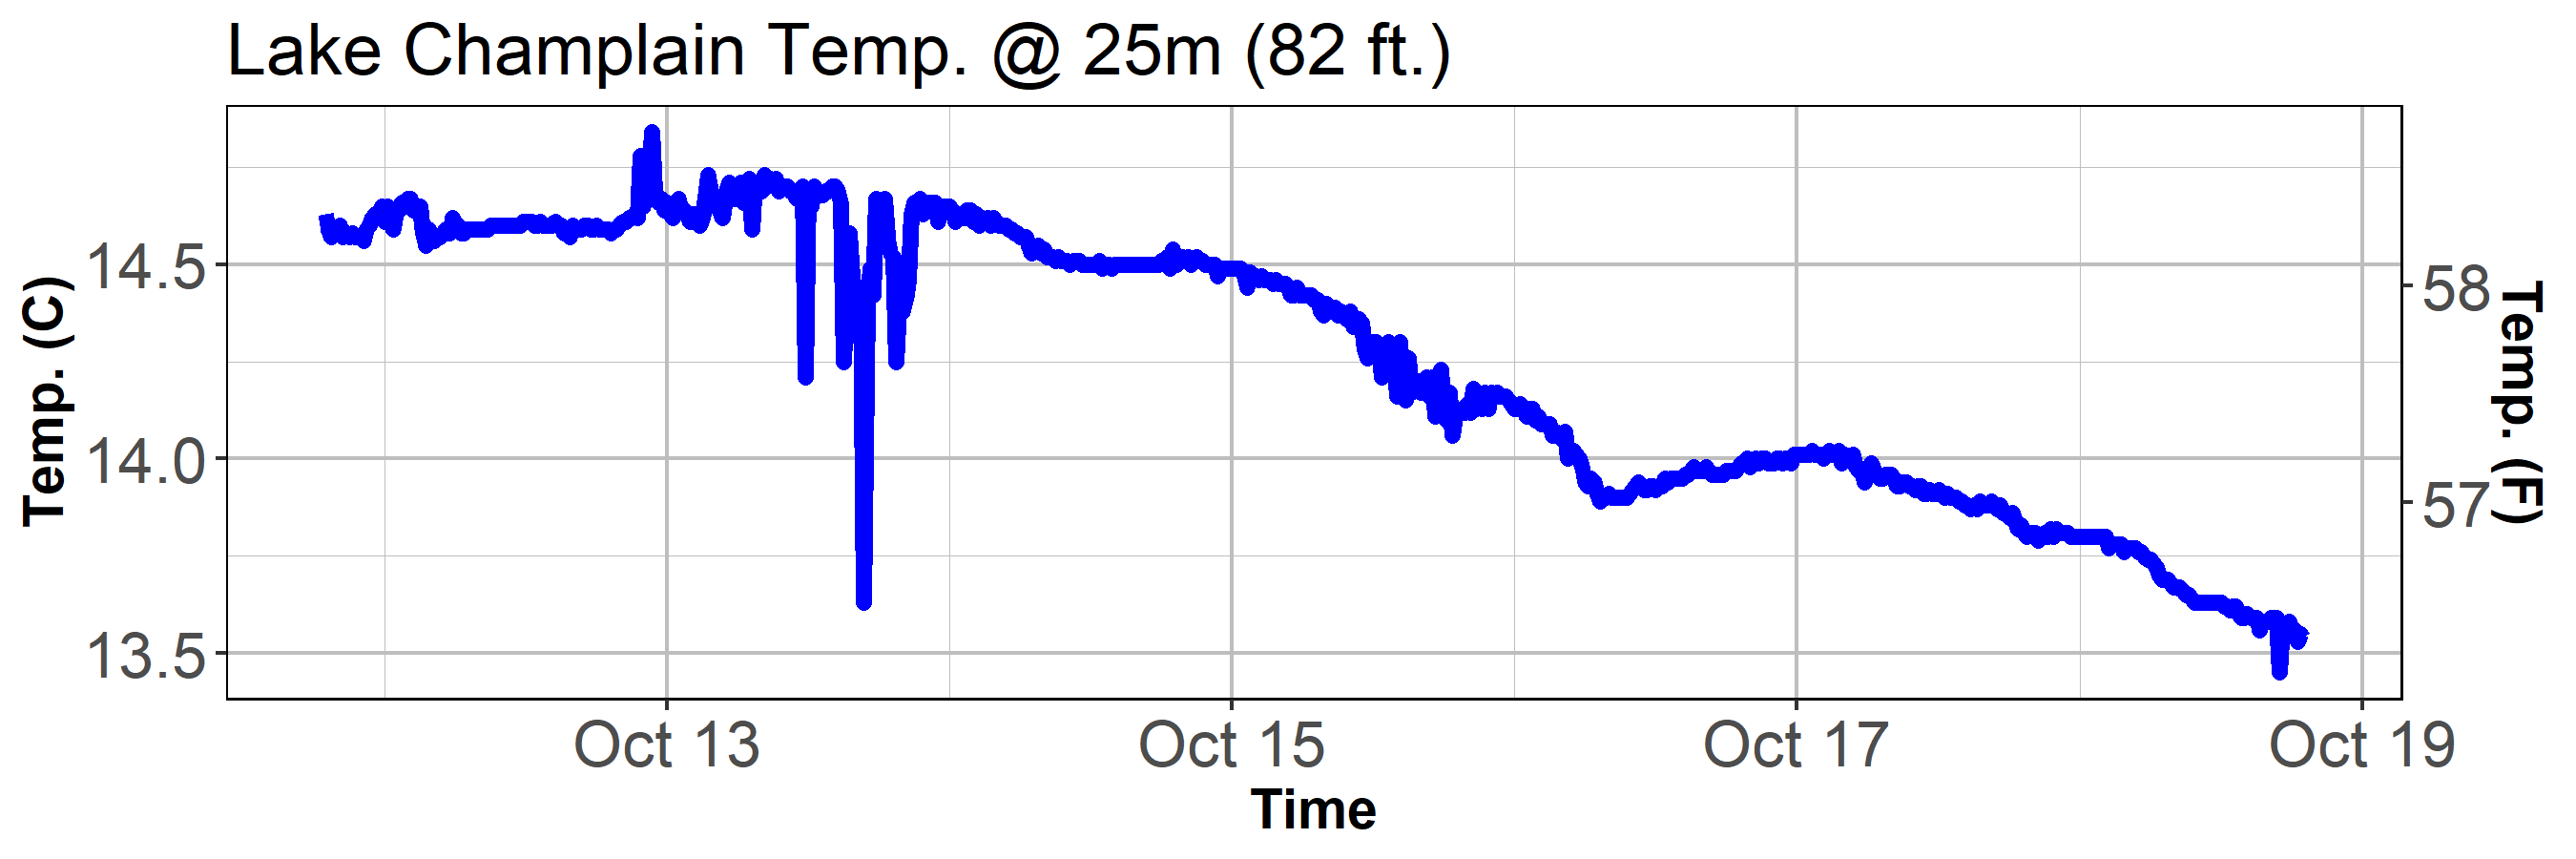 Lake Champlain Temp. @ 25m (82 ft.)
Temp. (C)
14.5
14.0
13.5
58
57
Temp. (F)
Oct 13
Oct 15
Oct 17
Oct 19
Time